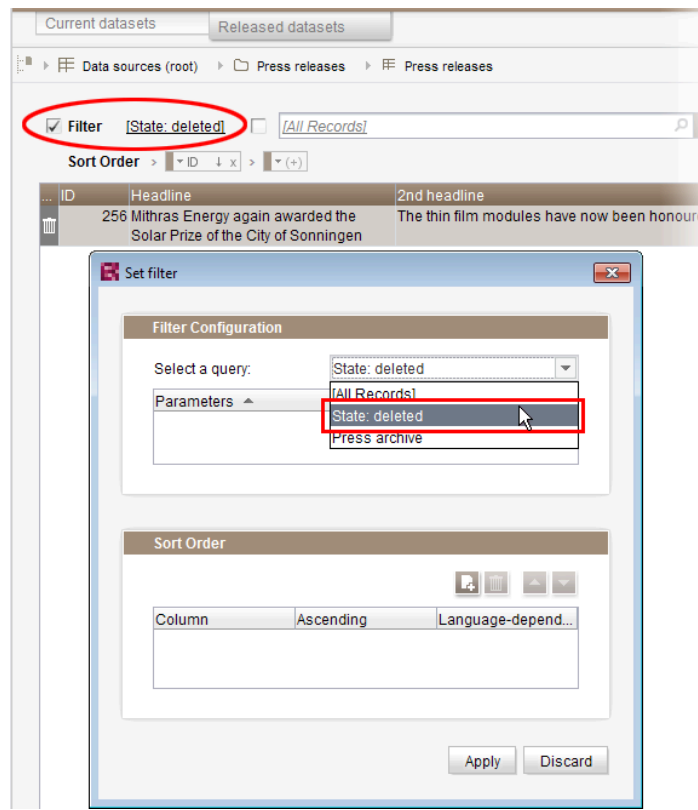 Current datasets Released datasets
Data sources (root) Press releases Press releases
Filter [State: deleted] [All Records]
Sort Order > ID ↓ x > (+)
... ID Headline 2nd headline
256 Mithras Energy again awarded the The thin film modules have now been honour
Solar Prize of the City of Sonningen
Set filter
Filter Configuration
Select a query: State: deleted
[All Records]
Parameters
State: deleted
Press archive
Sort Order
Column Ascending Language-depend...
Apply Discard